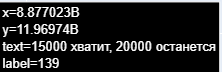 x=8.877023B
y=11.96974B
text=15000 хватит, 20000 останется
label=139